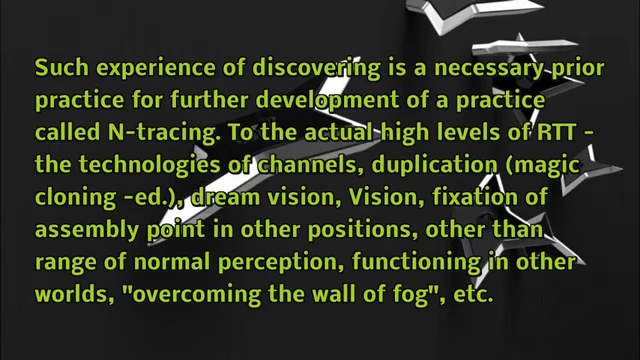 Such experience of discovering is a necessary prior
practice for further development of a practice
called N-tracing. To the actual high levels of RTT -
the technologies of channels, duplication (magic
cloning -ed.), dream vision, Vision, fixation of
assembly point in other positions, other than
range of normal perception, functioning in other
worlds, "overcoming the wall of fog", etc.